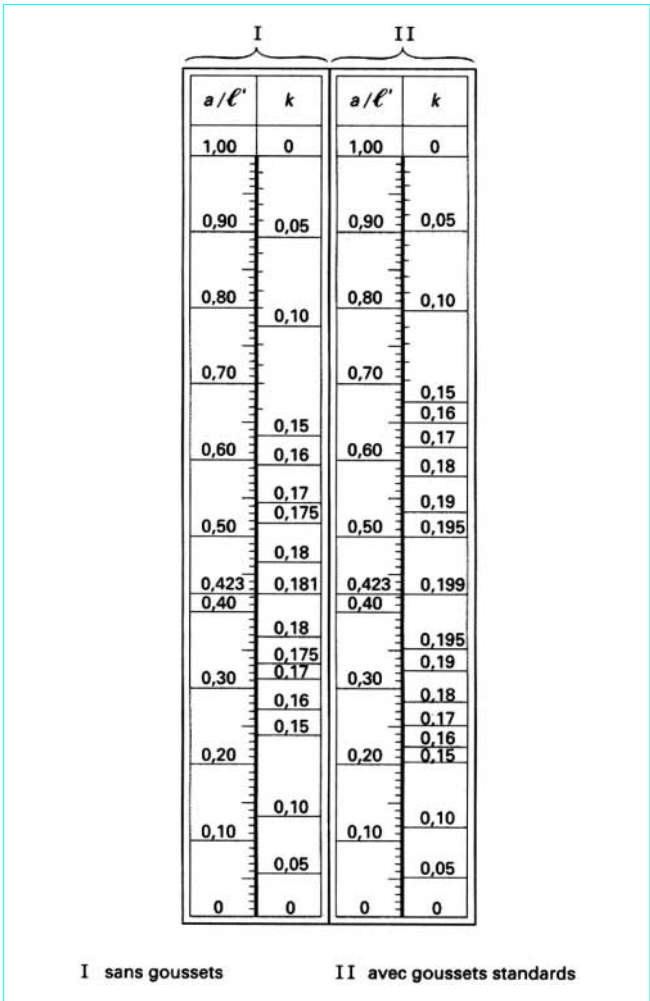 I II
a/ℓ' k a/ℓ' k
1,00 0 1,00 0
0,90 0,05 0,90 0,05
0,80 0,10 0,80 0,10
0,70 0,15
0,15 0,16
0,60 0,16 0,60 0,17
0,18
0,17 0,19
0,175
0,50 0,50 0,195
0,18
0,423 0,181 0,423 0,199
0,40 0,40
0,18 0,195
0,175 0,19
0,30 0,17 0,30
0,16 0,18
0,15 0,17
0,16
0,20 0,20 0,15
0,10 0,10
0,10 0,10
0,05 0,05
0 0 0 0
I sans goussets II avec goussets standards